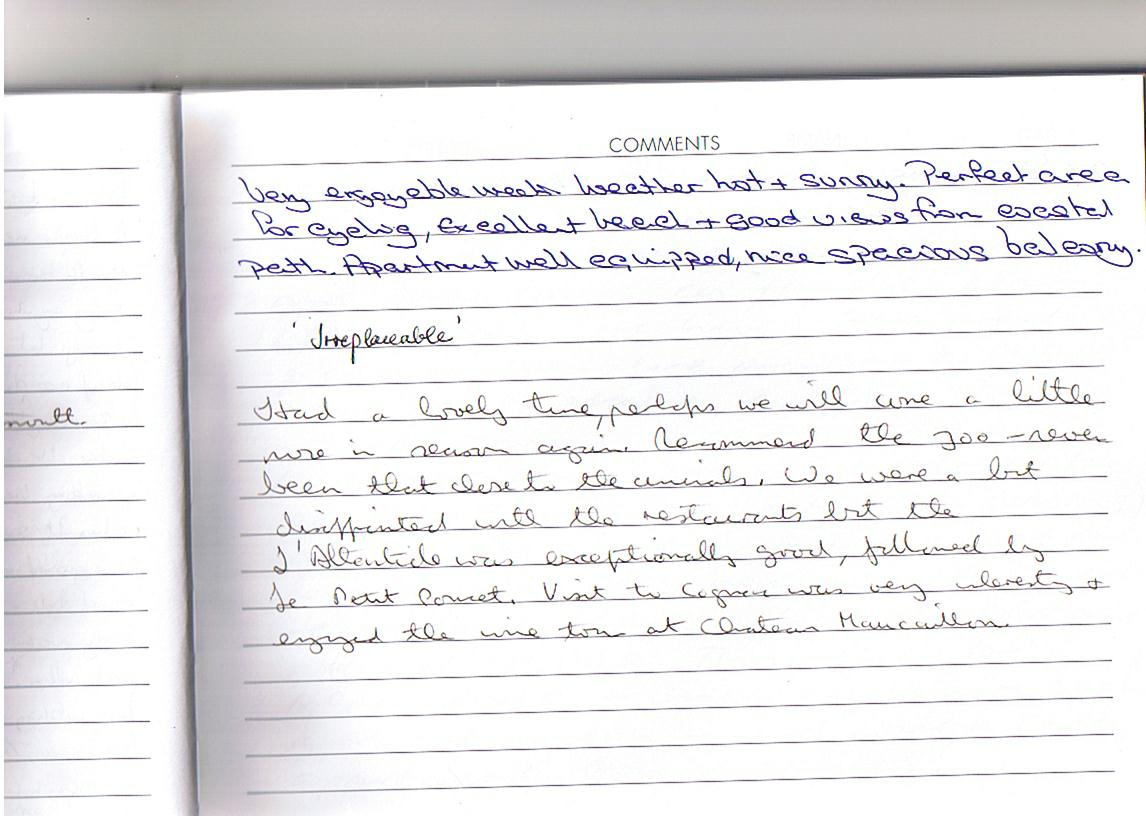 COMMENTS
Very enjoyable week. Weather hot + sunny. Perfect area
for cycling, excellent beach + good views from coastal
path. Apartment well equipped, nice spacious balcony.
'Irreplaceable'
Had a lovely time, perhaps we will come a little
more in season again. Recommend the zoo - never
been that close to the animals. We were a bit
disappointed with the restaurants but the
L'Atlantide was exceptionally good, followed by
Le Petit Poucet. Visit to Cognac was very interesting +
enjoyed the wine tour at Chateau Maucaillou.